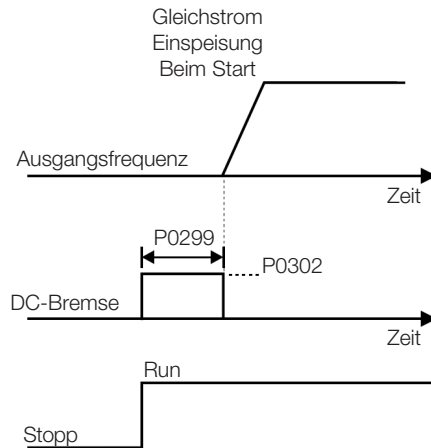 Gleichstrom
Einspeisung
Beim Start
Ausgangsfrequenz
Zeit
P0299
P0302
DC-Bremse
Zeit
Run
Stopp